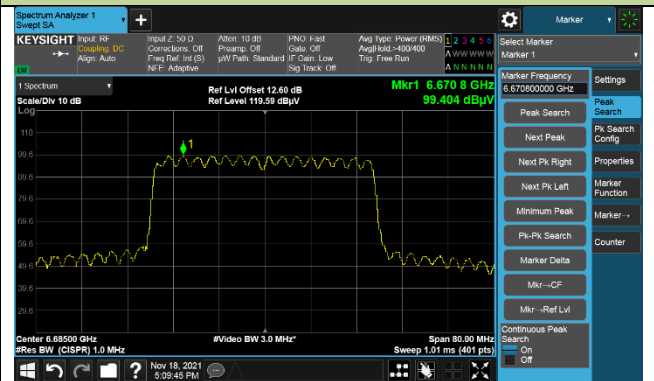 Spectrum Analyzer 1
Swept SA
Marker
KEYSIGHT
Input: RF
Coupling: DC
Align: Auto
Input Z: 50 Ω
Corrections: Off
Freq Ref: Int (S)
NFE: Adaptive
Atten: 10 dB
Preamp: Off
µW Path: Standard
PNO: Fast
Gate: Off
IF Gain: Low
Sig Track: Off
Avg Type: Power (RMS)
Avg|Hold:>400/400
Trig: Free Run
1 2 3 4 5 6
A W W W W W
A N N N N N
Select Marker
Marker 1
1 Spectrum
Scale/Div 10 dB
Log
Ref Lvl Offset 12.60 dB
Ref Level 119.59 dBµV
Mkr1 6.670 8 GHz
99.404 dBµV
110
99.6
89.6
79.6
69.6
59.6
49.6
39.6
29.6
1
Center 6.68500 GHz
#Res BW (CISPR) 1.0 MHz
#Video BW 3.0 MHz*
Span 80.00 MHz
Sweep 1.01 ms (401 pts)
Marker Frequency
6.670800000 GHz
Peak Search
Next Peak
Next Pk Right
Next Pk Left
Minimum Peak
Pk-Pk Search
Marker Delta
Mkr→CF
Mkr→Ref Lvl
Continuous Peak
Search
On
Off
Settings
Peak
Search
Pk Search
Config
Properties
Marker
Function
Marker→
Counter
Nov 18, 2021
5:09:45 PM